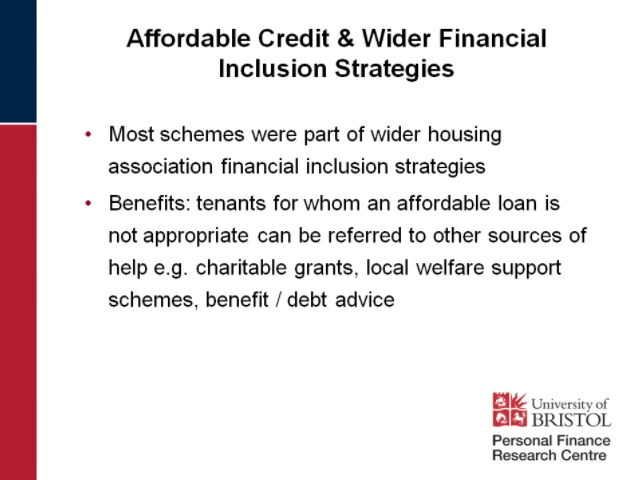 Affordable Credit & Wider Financial
Inclusion Strategies
• Most schemes were part of wider housing
association financial inclusion strategies
• Benefits: tenants for whom an affordable loan is
not appropriate can be referred to other sources of
help e.g. charitable grants, local welfare support
schemes, benefit / debt advice
University of
BRISTOL
Personal Finance
Research Centre